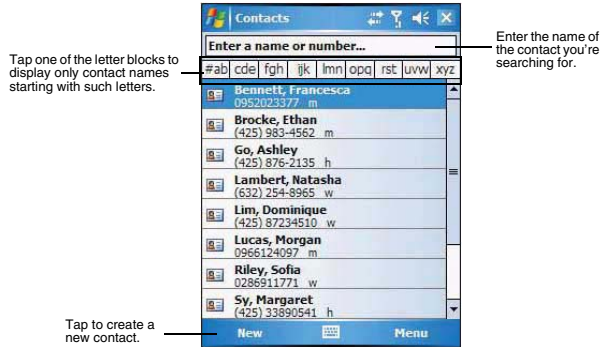 Contacts
Enter a name or number...
#ab cde fgh ijk lmn opq rst uvw xyz
Bennett, Francesca
0952023377 m
Brocke, Ethan
(425) 983-4562 m
Go, Ashley
(425) 876-2135 h
Lambert, Natasha
(632) 254-8965 w
Lim, Dominique
(425) 87234510 w
Lucas, Morgan
0966124097 m
Riley, Sofia
0286911771 w
Sy, Margaret
(425) 33890541 h
New Menu
Tap one of the letter blocks to
display only contact names
starting with such letters.
Enter the name of
the contact you're
searching for.
Tap to create a
new contact.